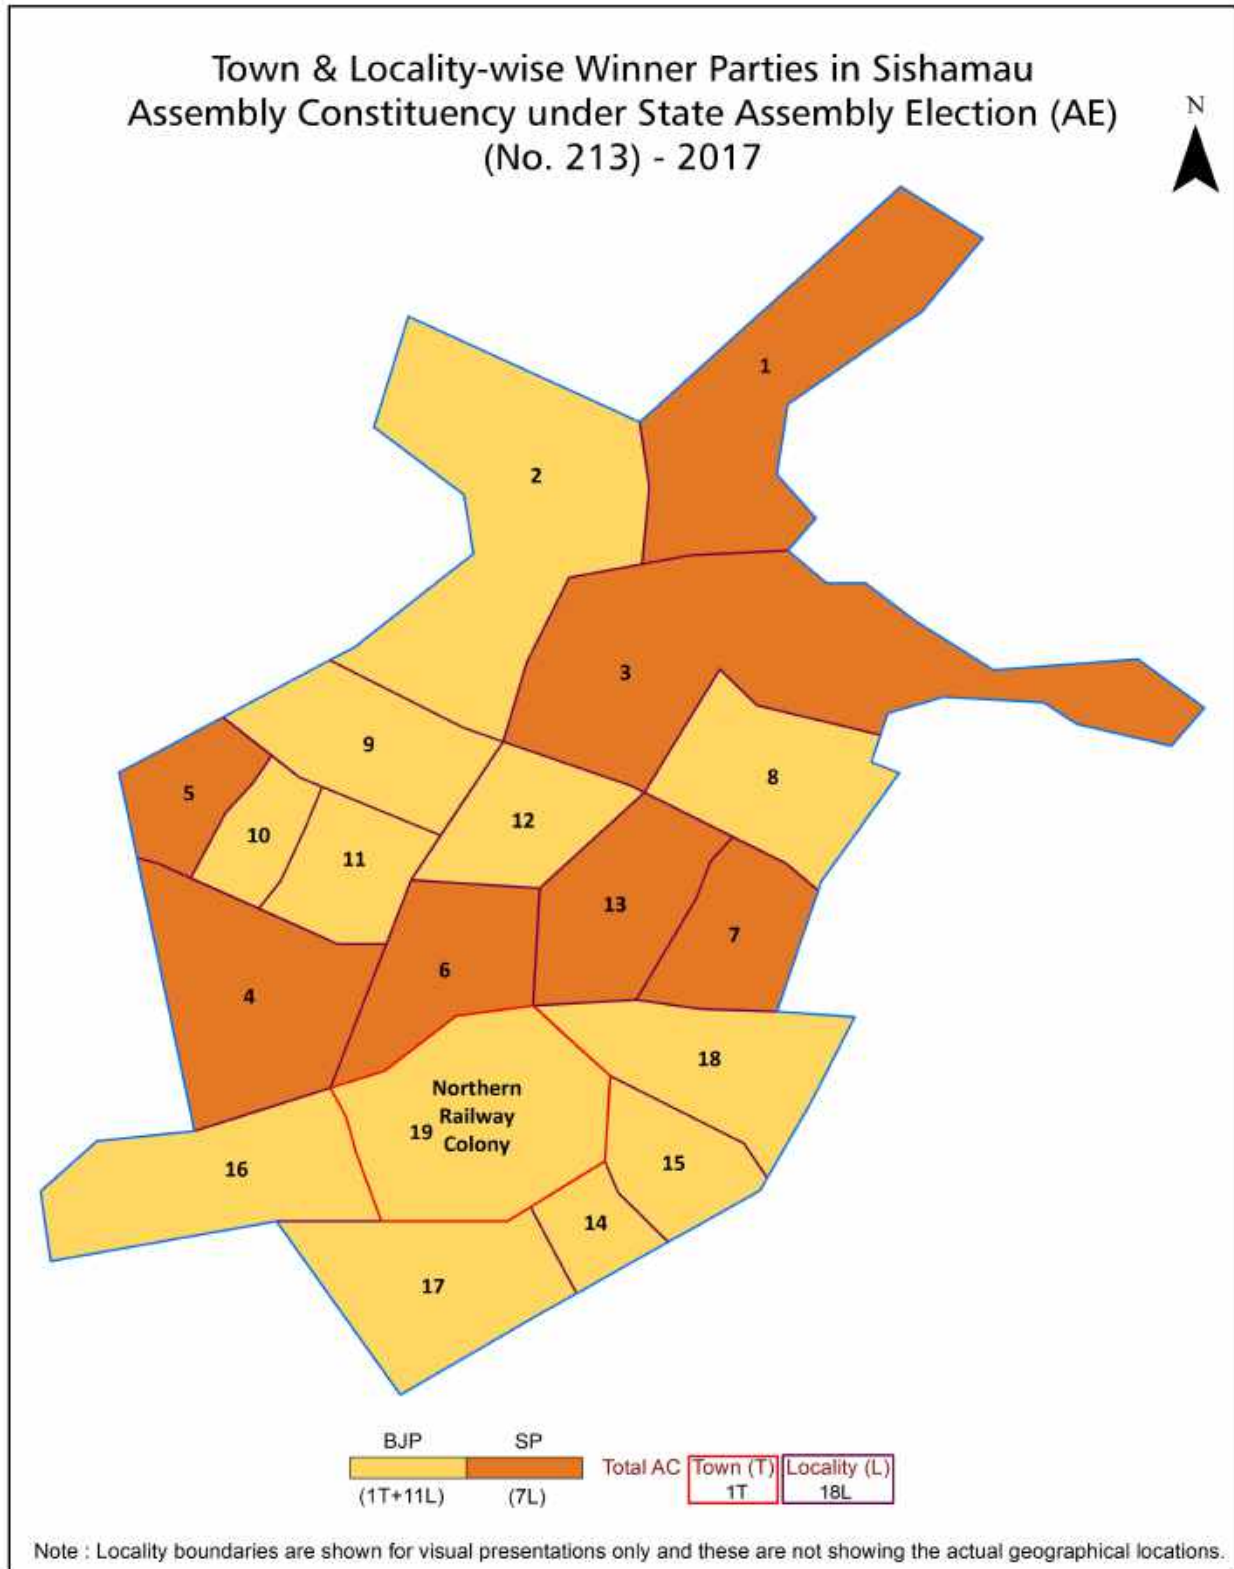 Town & Locality-wise Winner Parties in Sishamau
Assembly Constituency under State Assembly Election (AE)
(No. 213) - 2017
N
1
2
3
9
8
5
12
10
11
13
7
6
4
18
Northern
Railway
19
Colony
15
16
14
17
BJP SP
Total AC Town (T) Locality (L)
(1T+11L) (7L) 1T 18L
Note : Locality boundaries are shown for visual presentations only and these are not showing the actual geographical locations.